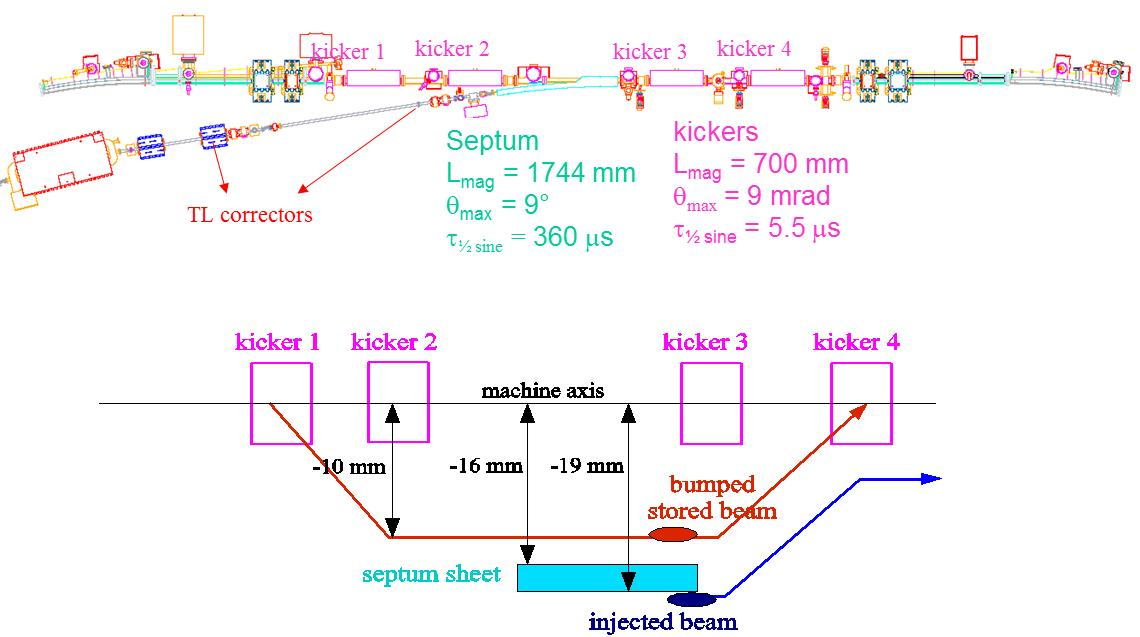 kicker 1
kicker 2
kicker 3
kicker 4
Septum
Lmag = 1744 mm
θmax = 9°
τ½ sine = 360 μs
kickers
Lmag = 700 mm
θmax = 9 mrad
τ½ sine = 5.5 μs
TL correctors
kicker 1
kicker 2
kicker 3
kicker 4
machine axis
-10 mm
-16 mm
-19 mm
bumped
stored beam
septum sheet
injected beam